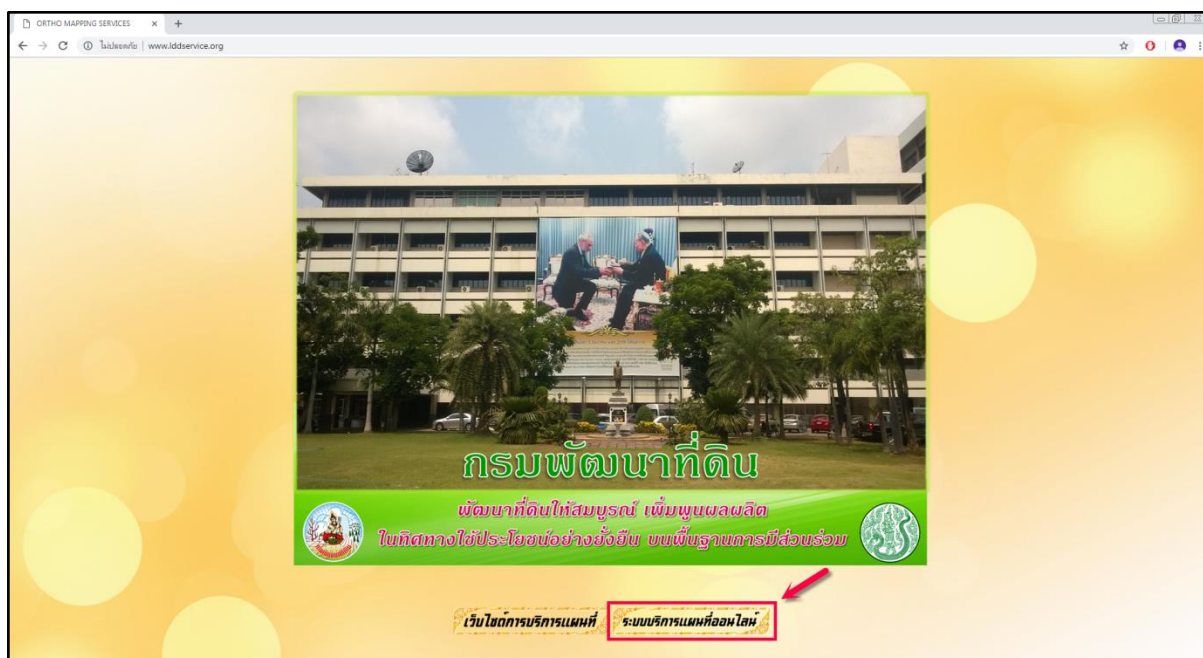 ORTHO MAPPING SERVICES
ไม่ปลอดภัย | www.lddservice.org
กรมพัฒนาที่ดิน
พัฒนาที่ดินให้สมบูรณ์ เพิ่มพูนผลผลิต
ในทิศทางใช้ประโยชน์อย่างยั่งยืน บนพื้นฐานการมีส่วนร่วม
เว็บไซต์การบริการแผนที่
ระบบบริการแผนที่ออนไลน์